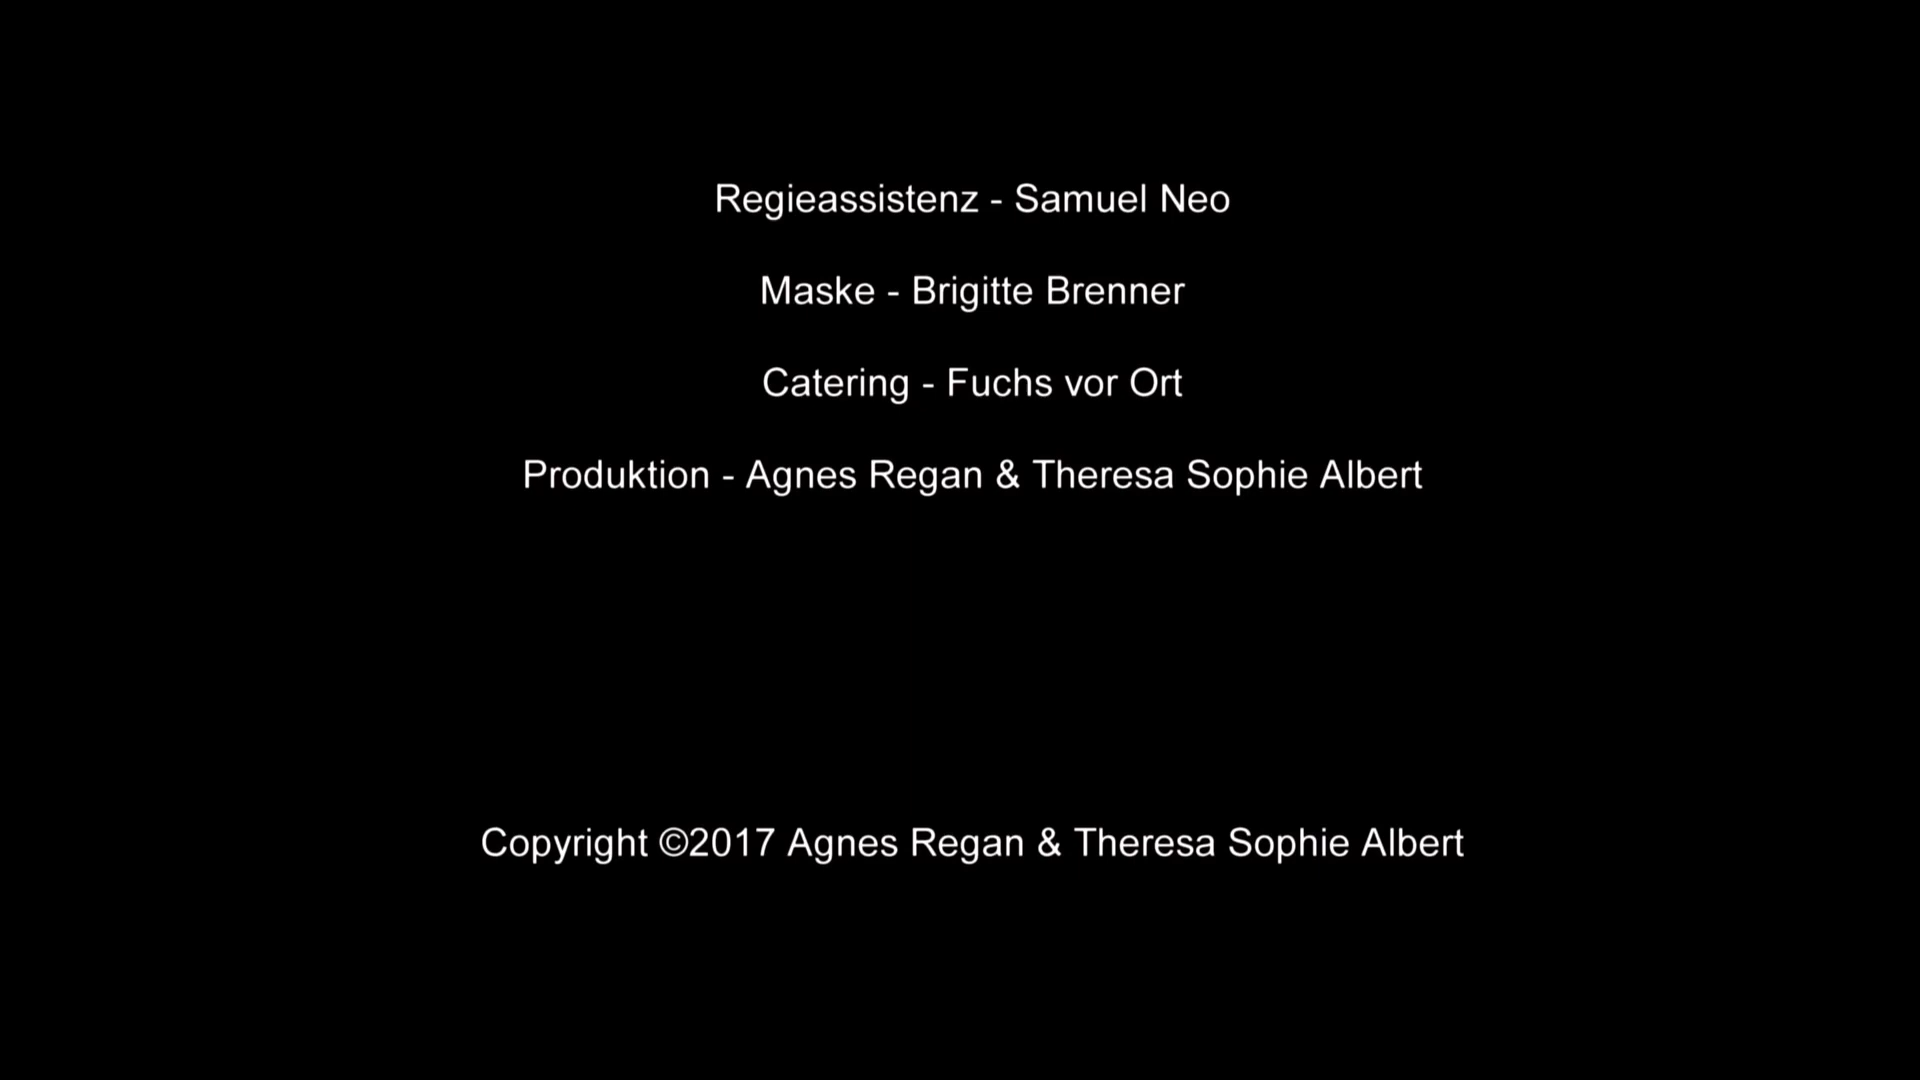 Regieassistenz - Samuel Neo
Maske - Brigitte Brenner
Catering - Fuchs vor Ort
Produktion - Agnes Regan & Theresa Sophie Albert
Copyright ©2017 Agnes Regan & Theresa Sophie Albert